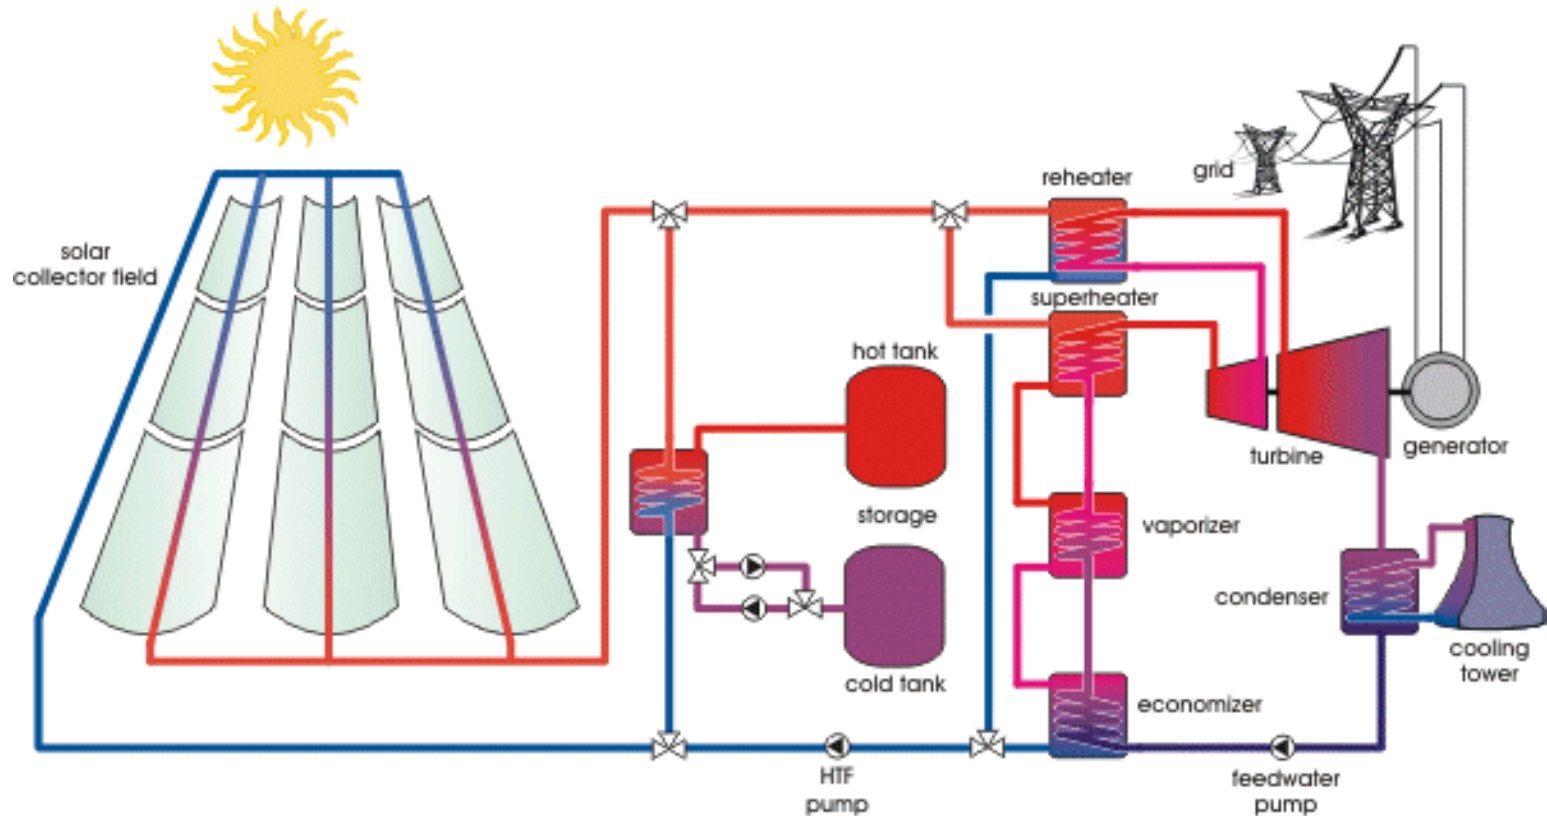 solar
collector field
reheater
grid
superheater
hot tank
storage
cold tank
vaporizer
economizer
turbine
generator
condenser
cooling
tower
HTF
pump
feedwater
pump